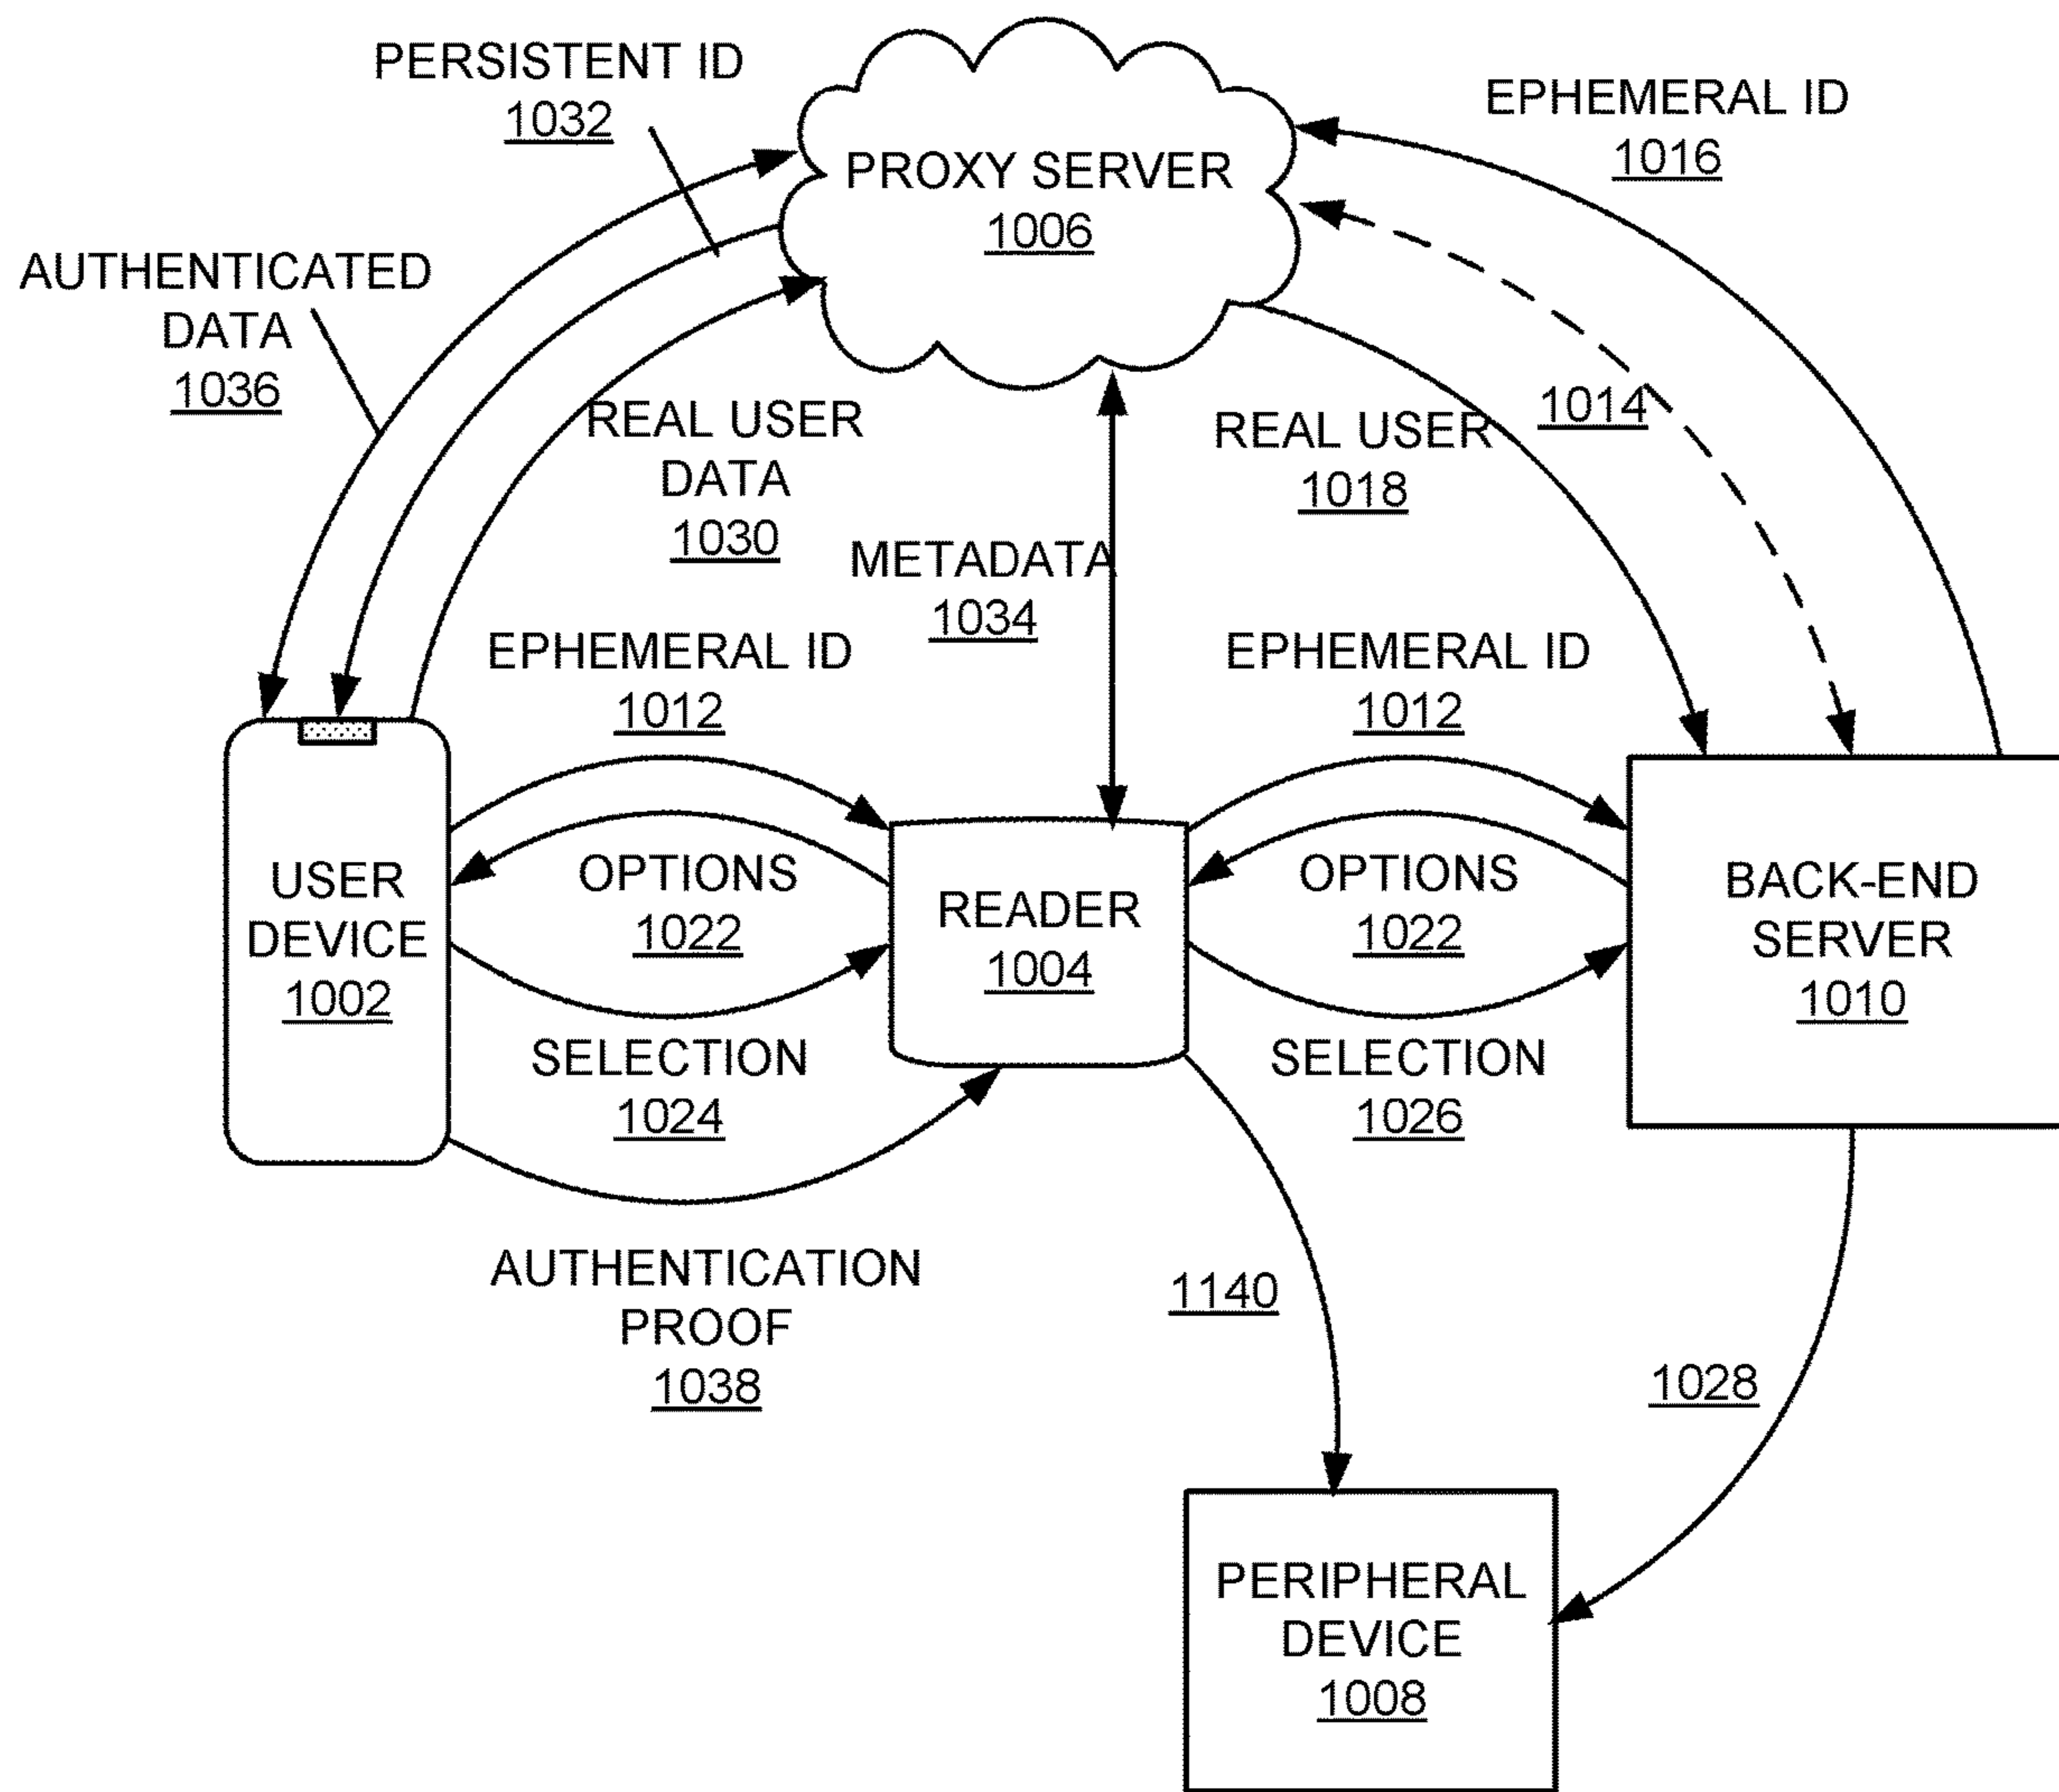 PERSISTENT ID
1032
EPHEMERAL ID
1016
PROXY SERVER
1006
AUTHENTICATED
DATA
1036
REAL USER
DATA
1030
1014
REAL USER
1018
METADATA
1034
EPHEMERAL ID
1012
EPHEMERAL ID
1012
USER
DEVICE
1002
OPTIONS
1022
READER
1004
OPTIONS
1022
BACK-END
SERVER
1010
SELECTION
1024
SELECTION
1026
AUTHENTICATION
PROOF
1038
1140
1028
PERIPHERAL
DEVICE
1008